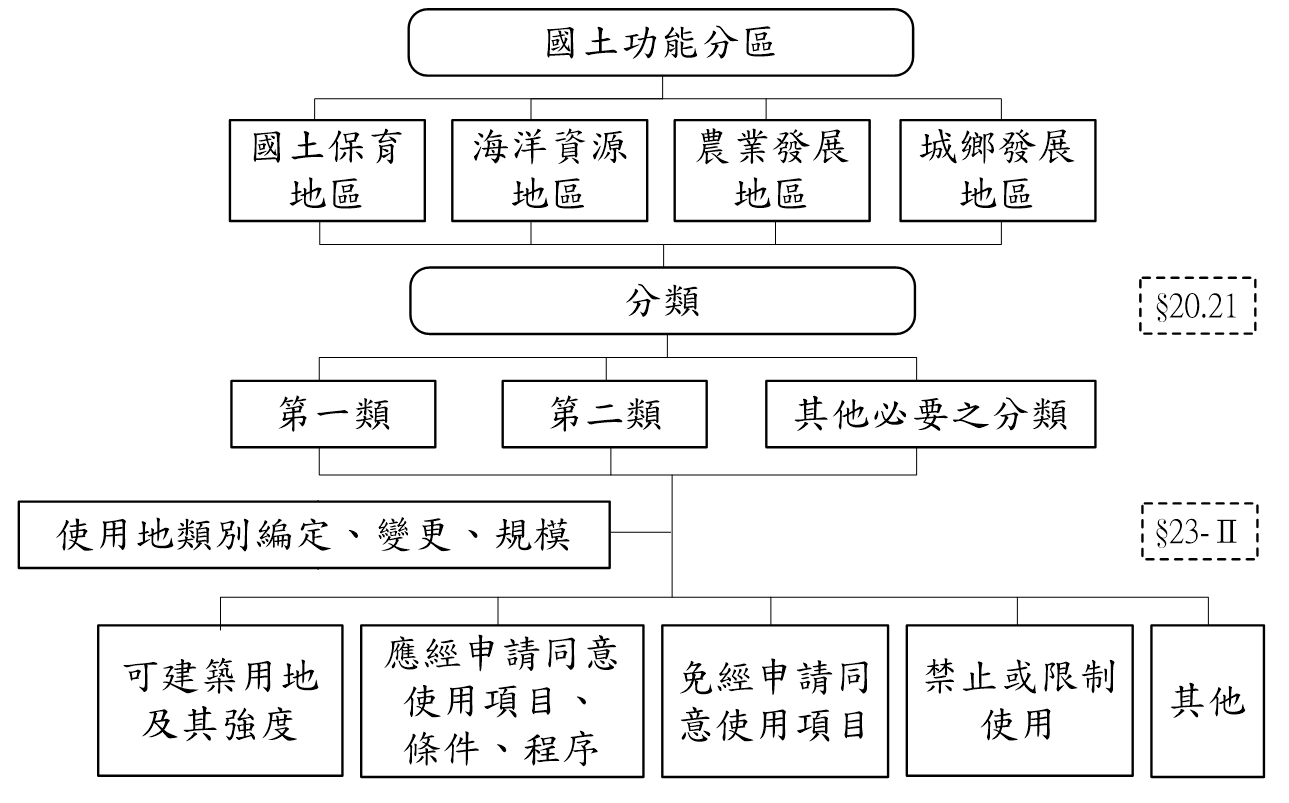 國土功能分區
國土保育
地區
海洋資源
地區
農業發展
地區
城鄉發展
地區
分類
§20.21
第一類
第二類
其他必要之分類
使用地類別編定、變更、規模
§23-Ⅱ
可建築用地
及其強度
應經申請同意
使用項目、
條件、程序
免經申請同
意使用項目
禁止或限制
使用
其他